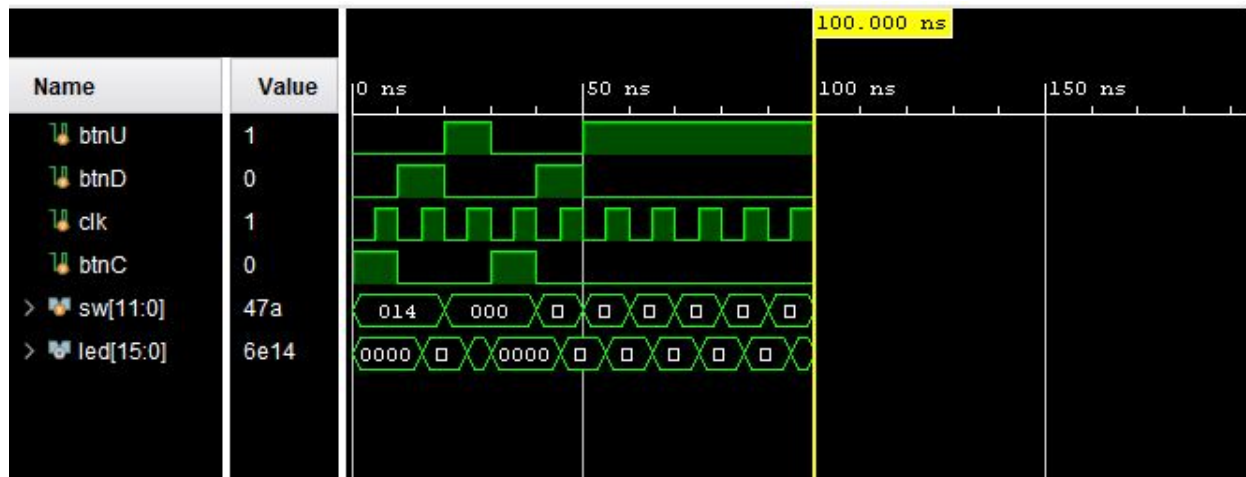 100.000 ns
Name Value 0 ns 50 ns 100 ns 150 ns
btnU 1
btnD 0
clk 1
btnC 0
sw[11:0] 47a 014 000
led[15:0] 6e14 0000 0000